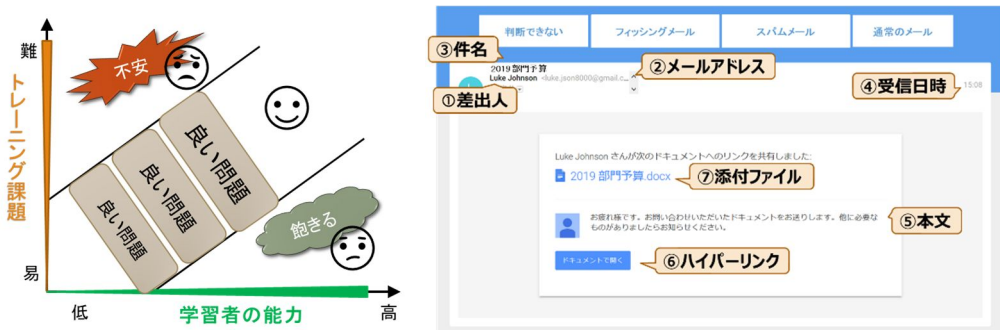 難
トレーニング課題
易
不安
良い問題
良い問題
良い問題
飽きる
低
学習者の能力
高
判断できない
フィッシングメール
スパムメール
通常のメール
③件名
2019 部門予算
②メールアドレス
Luke Johnson <luke.json8000@gmail.c...
①差出人
④受信日時
15:08
Luke Johnson さんが次のドキュメントへのリンクを共有しました:
2019 部門予算.docx
⑦添付ファイル
お疲れ様です。お問い合わせいただいたドキュメントをお送りします。他に必要な
ものがありましたらお知らせください。
⑤本文
ドキュメントで開く
⑥ハイパーリンク